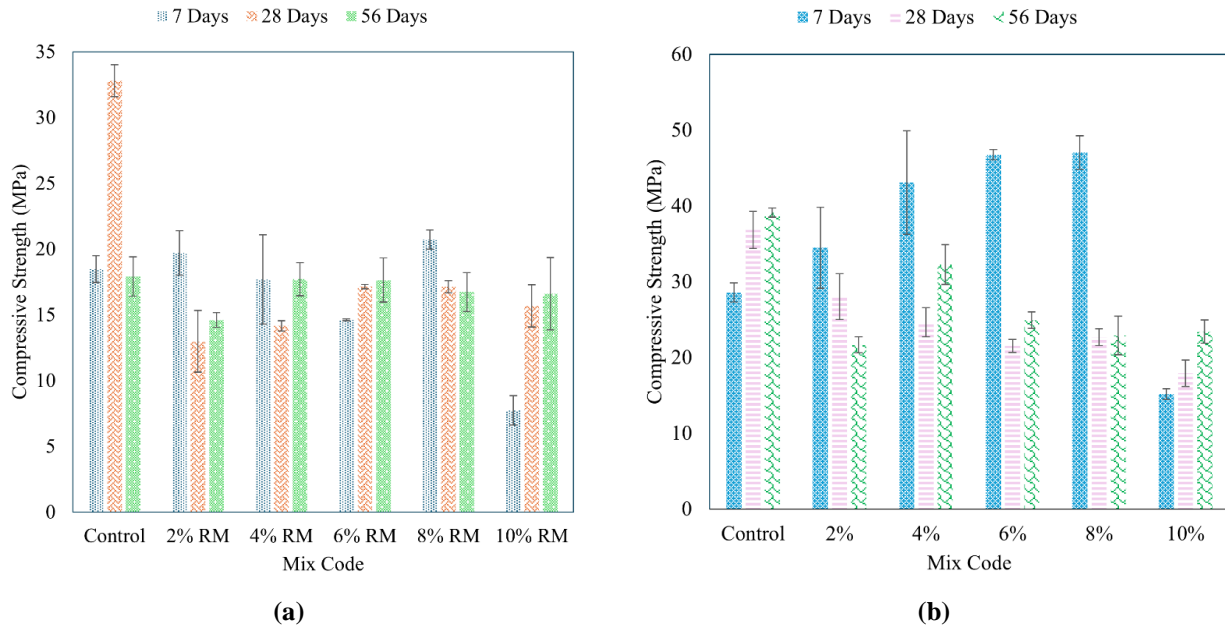 7 Days 28 Days 56 Days
35
30
25
20
15
10
5
0
Compressive Strength (MPa)
Control 2% RM 4% RM 6% RM 8% RM 10% RM
Mix Code
(a)
7 Days 28 Days 56 Days
60
50
40
30
20
10
0
Compressive Strength (MPa)
Control 2% 4% 6% 8% 10%
Mix Code
(b)